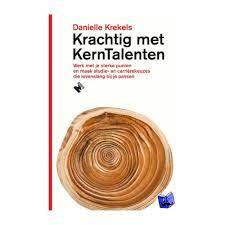 Danielle Krekels
Krachtig met
KernTalenten
Werk met je sterke punten
en maak studie- en carrièrekeuzes
die levenslang bij je passen